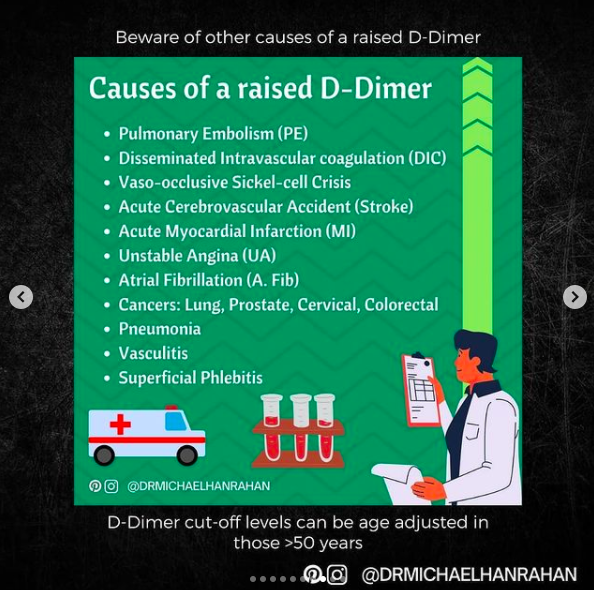 Beware of other causes of a raised D-Dimer
Causes of a raised D-Dimer
• Pulmonary Embolism (PE)
• Disseminated Intravascular coagulation (DIC)
• Vaso-occlusive Sickel-cell Crisis
• Acute Cerebrovascular Accident (Stroke)
• Acute Myocardial Infarction (MI)
• Unstable Angina (UA)
• Atrial Fibrillation (A. Fib)
• Cancers: Lung, Prostate, Cervical, Colorectal
• Pneumonia
• Vasculitis
• Superficial Phlebitis
@DRMICHAELHANRAHAN
D-Dimer cut-off levels can be age adjusted in
those >50 years
@DRMICHAELHANRAHAN